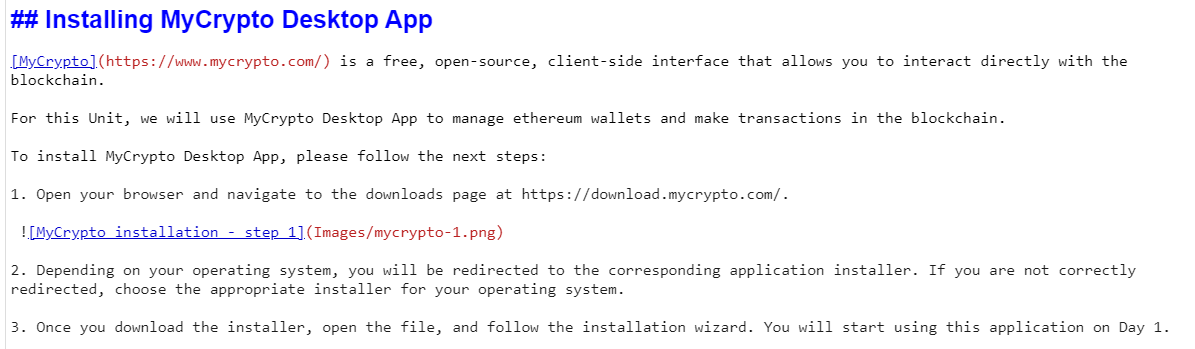 ## Installing MyCrypto Desktop App
[MyCrypto](https://www.mycrypto.com/) is a free, open-source, client-side interface that allows you to interact directly with the
blockchain.
For this Unit, we will use MyCrypto Desktop App to manage ethereum wallets and make transactions in the blockchain.
To install MyCrypto Desktop App, please follow the next steps:
1. Open your browser and navigate to the downloads page at https://download.mycrypto.com/.
![MyCrypto installation - step 1](Images/mycrypto-1.png)
2. Depending on your operating system, you will be redirected to the corresponding application installer. If you are not correctly
redirected, choose the appropriate installer for your operating system.
3. Once you download the installer, open the file, and follow the installation wizard. You will start using this application on Day 1.